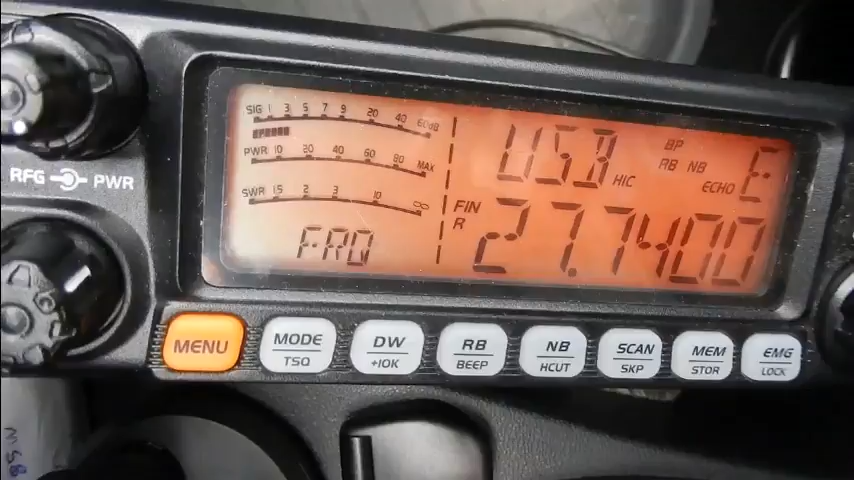 SIG 1 3 5 7 9 20 40 60dB
PWR 10 20 40 60 80 MAX
SWR 1.5 2 3 10 ∞
FRQ
USB
HIC
BP
RB NB
ECHO
E
FIN
R
27.7400
RFG PWR
MENU
MODE
TSQ
DW
+10K
RB
BEEP
NB
HCUT
SCAN
SKP
MEM
STOR
EMG
LOCK